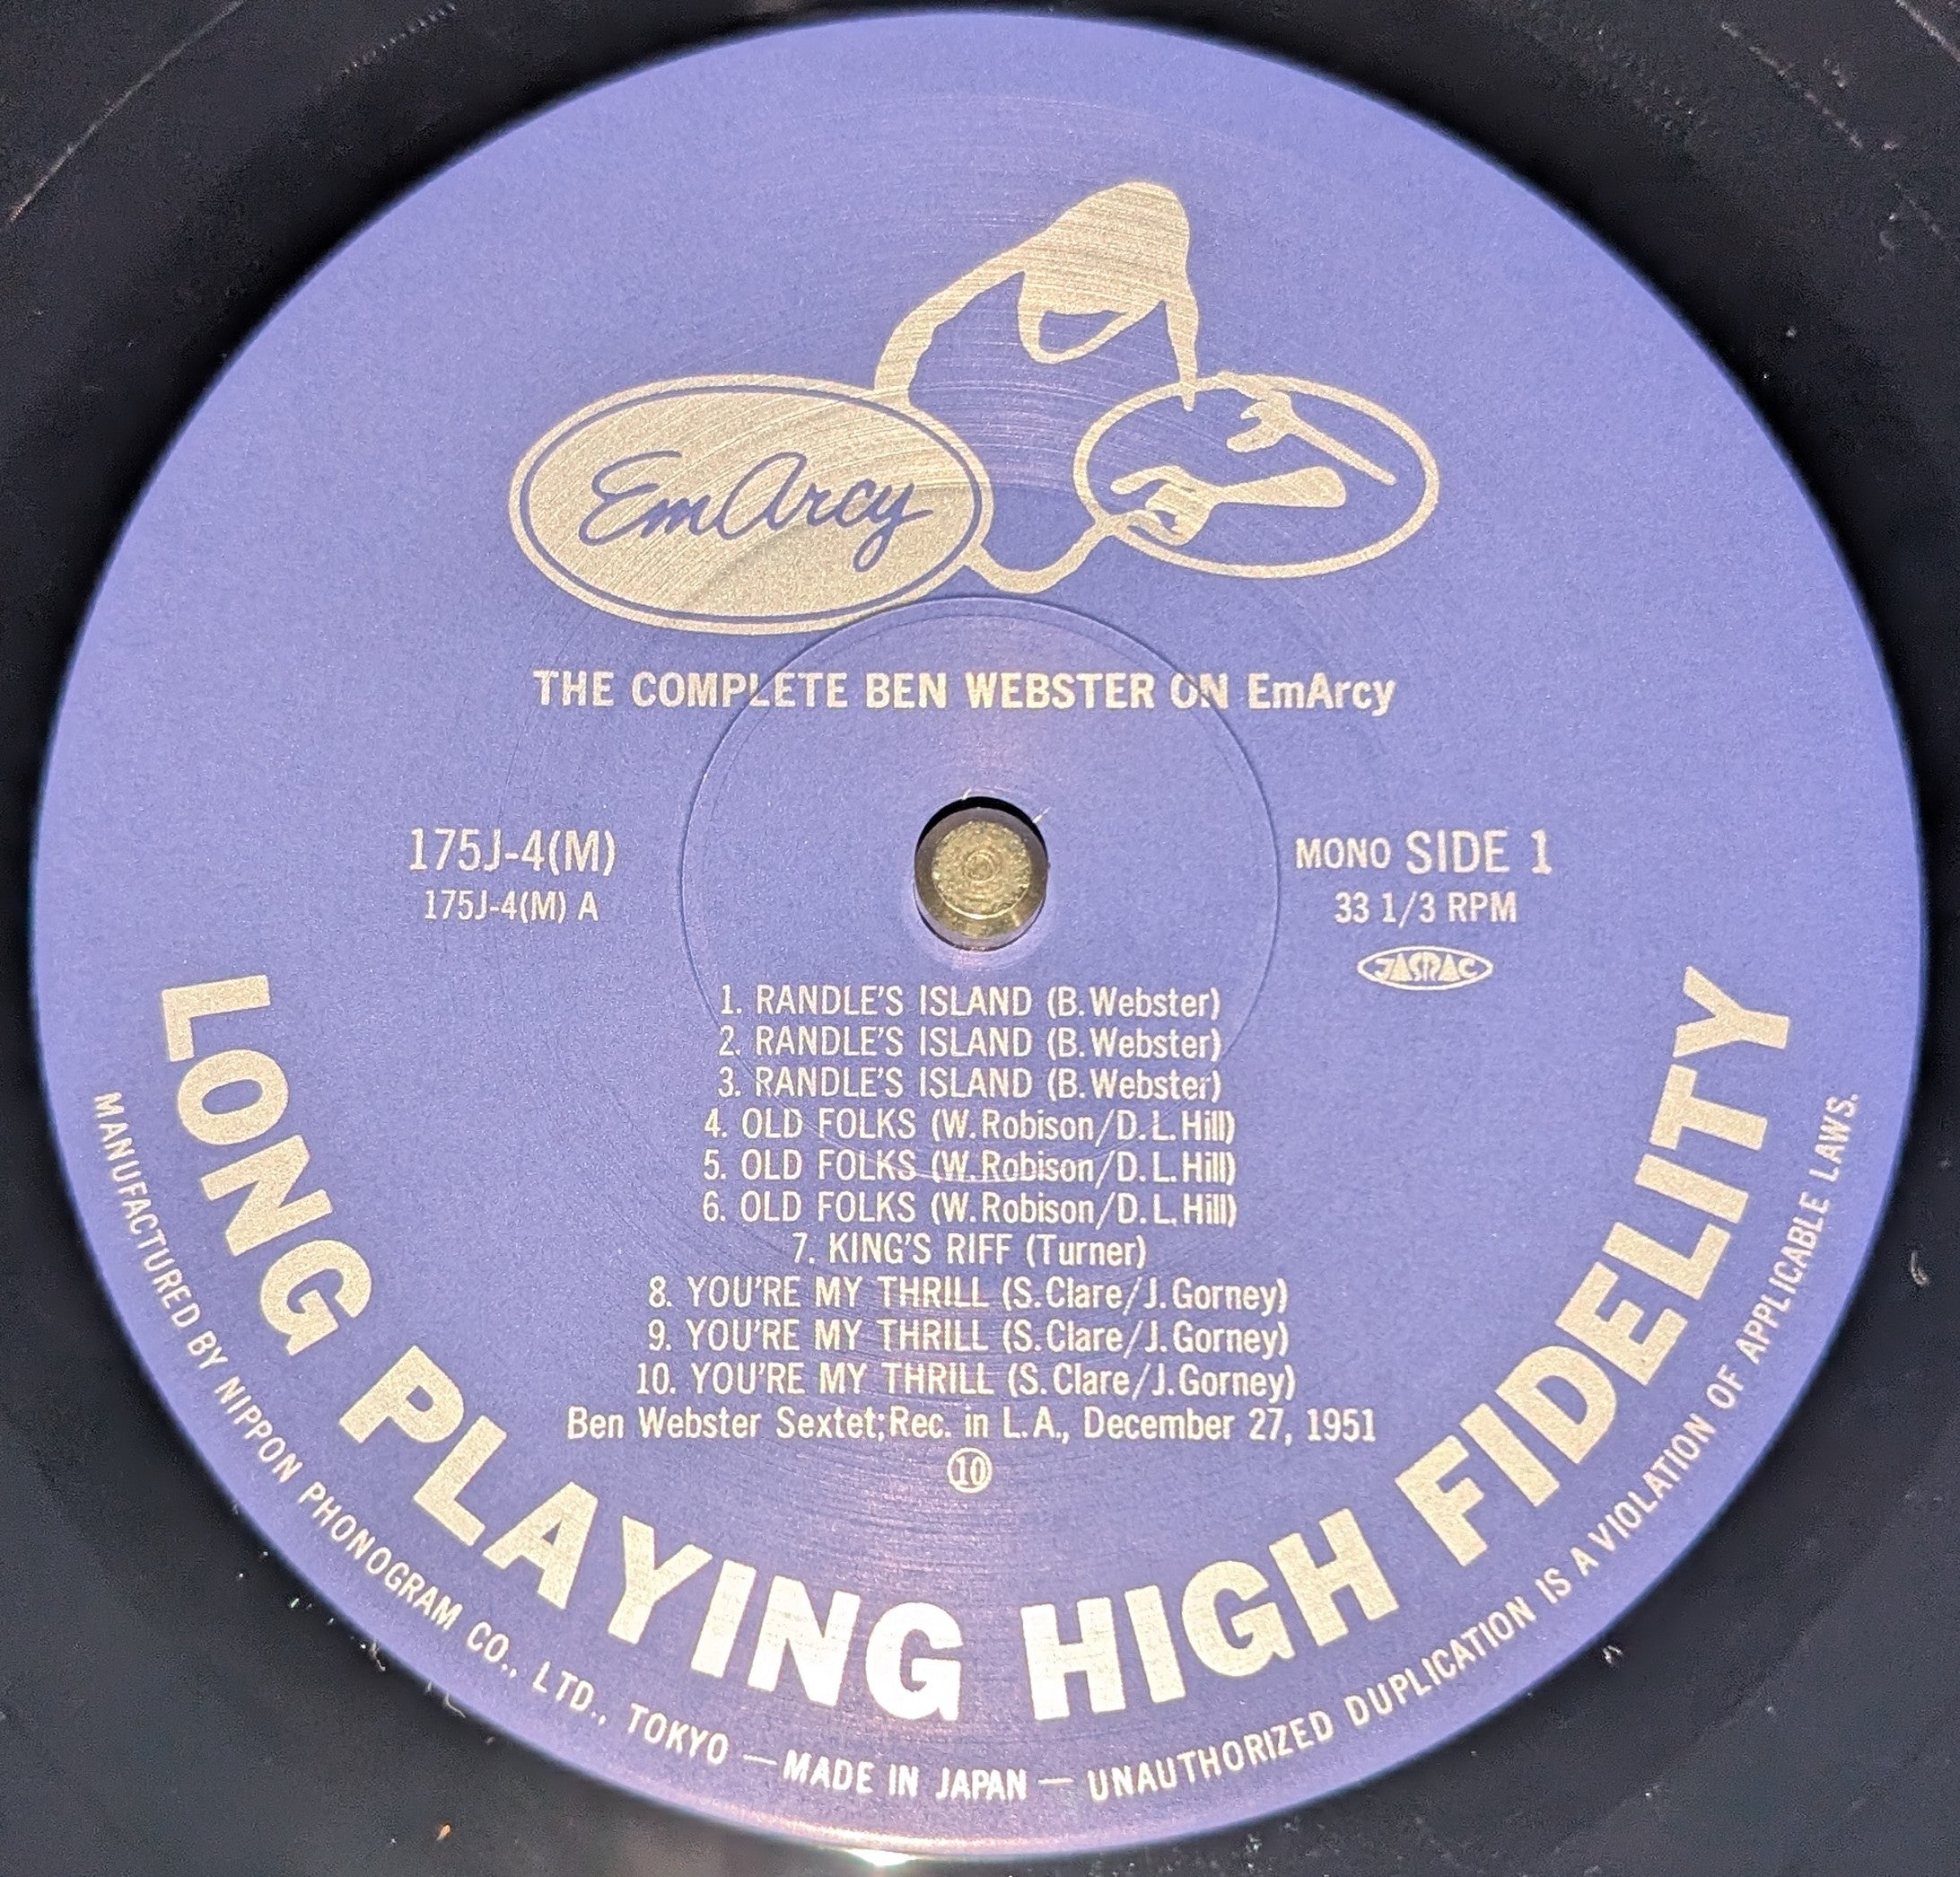 EmArcy
THE COMPLETE BEN WEBSTER ON EmArcy
175J-4(M)
175J-4(M) A
MONO SIDE 1
33 1/3 RPM
JASRAC
1. RANDLE'S ISLAND (B. Webster)
2. RANDLE'S ISLAND (B. Webster)
3. RANDLE'S ISLAND (B. Webster)
4. OLD FOLKS (W. Robison/D. L. Hill)
5. OLD FOLKS (W. Robison/D. L. Hill)
6. OLD FOLKS (W. Robison/D. L. Hill)
7. KING'S RIFF (Turner)
8. YOU'RE MY THRILL (S. Clare/J. Gorney)
9. YOU'RE MY THRILL (S. Clare/J. Gorney)
10. YOU'RE MY THRILL (S. Clare/J. Gorney)
Ben Webster Sextet; Rec. in L.A., December 27, 1951
⑩
LONG PLAYING HIGH FIDELITY
MANUFACTURED BY NIPPON PHONOGRAM CO., LTD., TOKYO — MADE IN JAPAN — UNAUTHORIZED DUPLICATION IS A VIOLATION OF APPLICABLE LAWS.